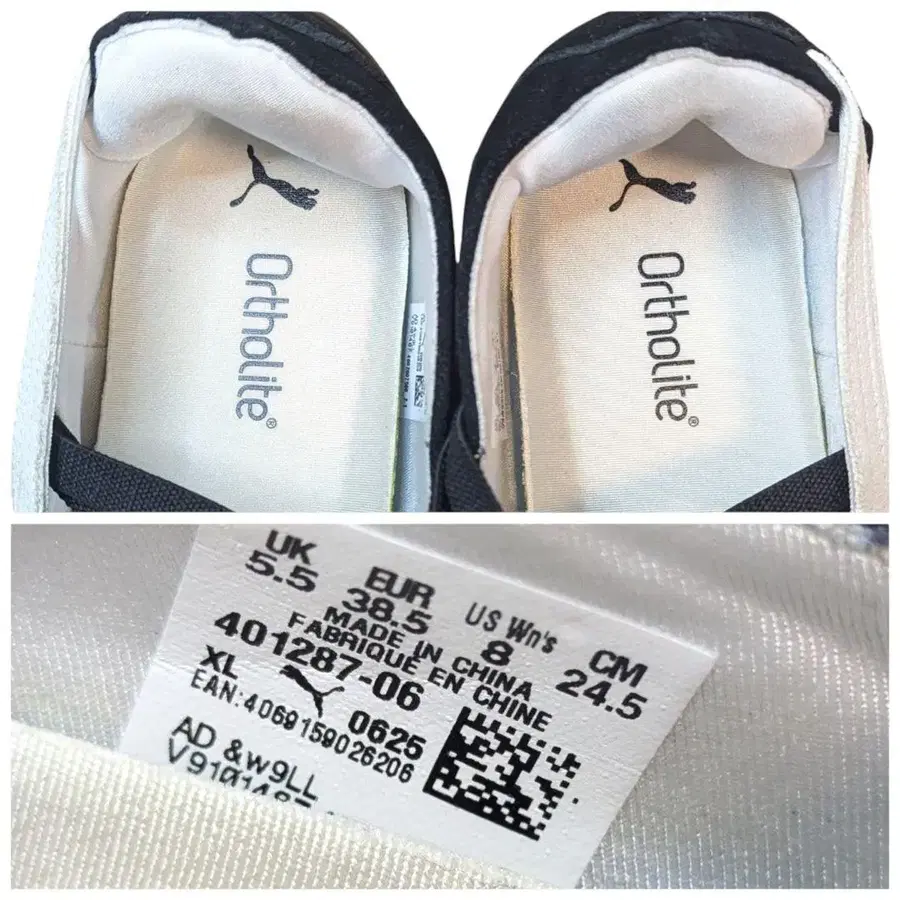 Ortholite®
Ortholite®
UK EUR US Wn's CM
5.5 38.5 8 24.5
MADE IN CHINA
FABRIQUÉ EN CHINE
401287-06
XL 0625
EAN:4069159026206
AD &w9LL